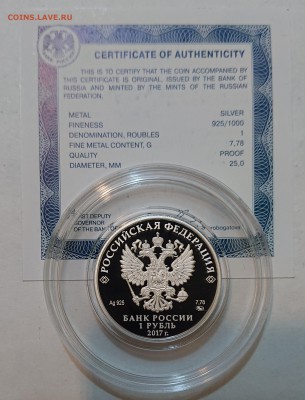 COINS.LAVE.RU
CERTIFICATE OF AUTHENTICITY
THIS IS TO CERTIFY THAT THE COIN ACCOMPANIED BY
THIS CERTIFICATE IS ORIGINAL, ISSUED BY THE BANK OF
RUSSIA AND MINTED BY THE MINTS OF THE RUSSIAN
FEDERATION.
METAL SILVER
FINENESS 925/1000
DENOMINATION, ROUBLES 1
FINE METAL CONTENT, G 7,78
QUALITY PROOF
DIAMETER, MM 25,0
DEPUTY
GOVERNOR
OF THE BANK OF
РОССИЙСКАЯ ФЕДЕРАЦИЯ
Ag 925 7,78
БАНК РОССИИ
1 РУБЛЬ
2017 г.